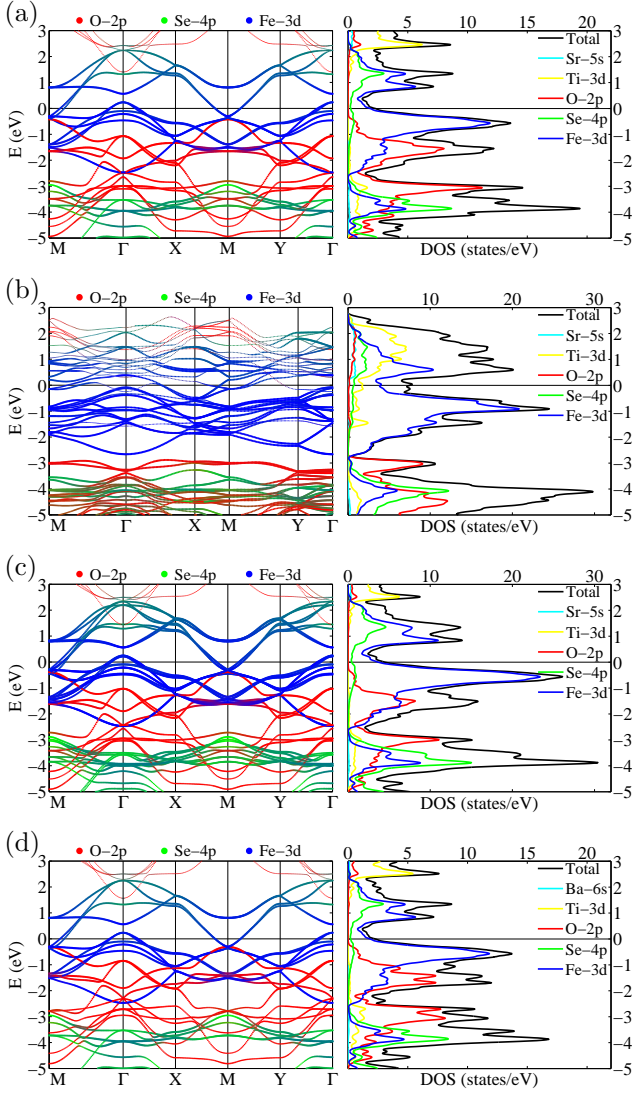 (a)
O−2p Se−4p Fe−3d
0 5 10 15 20
3
2
1
0
−1
−2
−3
−4
−5
E (eV)
M Γ X M Y Γ
Total
Sr−5s
Ti−3d
O−2p
Se−4p
Fe−3d
3
2
1
0
−1
−2
−3
−4
−5
DOS (states/eV)
(b)
O−2p Se−4p Fe−3d
0 10 20 30
3
2
1
0
−1
−2
−3
−4
−5
E (eV)
M Γ X M Y Γ
Total
Sr−5s
Ti−3d
O−2p
Se−4p
Fe−3d
3
2
1
0
−1
−2
−3
−4
−5
DOS (states/eV)
(c)
O−2p Se−4p Fe−3d
0 10 20 30
3
2
1
0
−1
−2
−3
−4
−5
E (eV)
M Γ X M Y Γ
Total
Sr−5s
Ti−3d
O−2p
Se−4p
Fe−3d
3
2
1
0
−1
−2
−3
−4
−5
DOS (states/eV)
(d)
O−2p Se−4p Fe−3d
0 5 10 15 20
3
2
1
0
−1
−2
−3
−4
−5
E (eV)
M Γ X M Y Γ
Total
Ba−6s
Ti−3d
O−2p
Se−4p
Fe−3d
3
2
1
0
−1
−2
−3
−4
−5
DOS (states/eV)